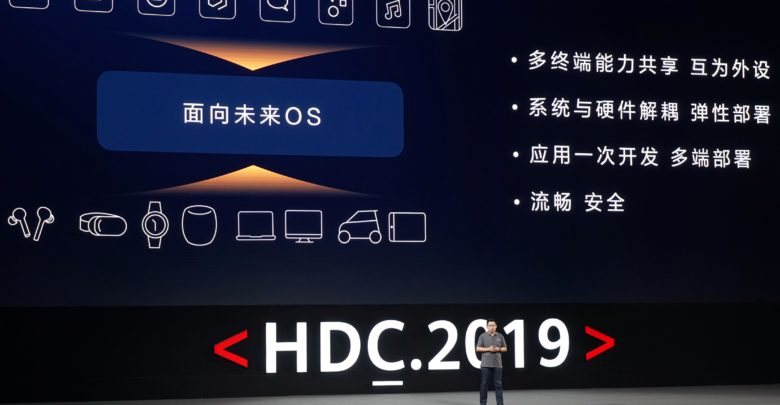 面向未来OS
• 多终端能力共享 互为外设
• 系统与硬件解耦 弹性部署
• 应用一次开发 多端部署
• 流畅 安全
<HDC.2019>